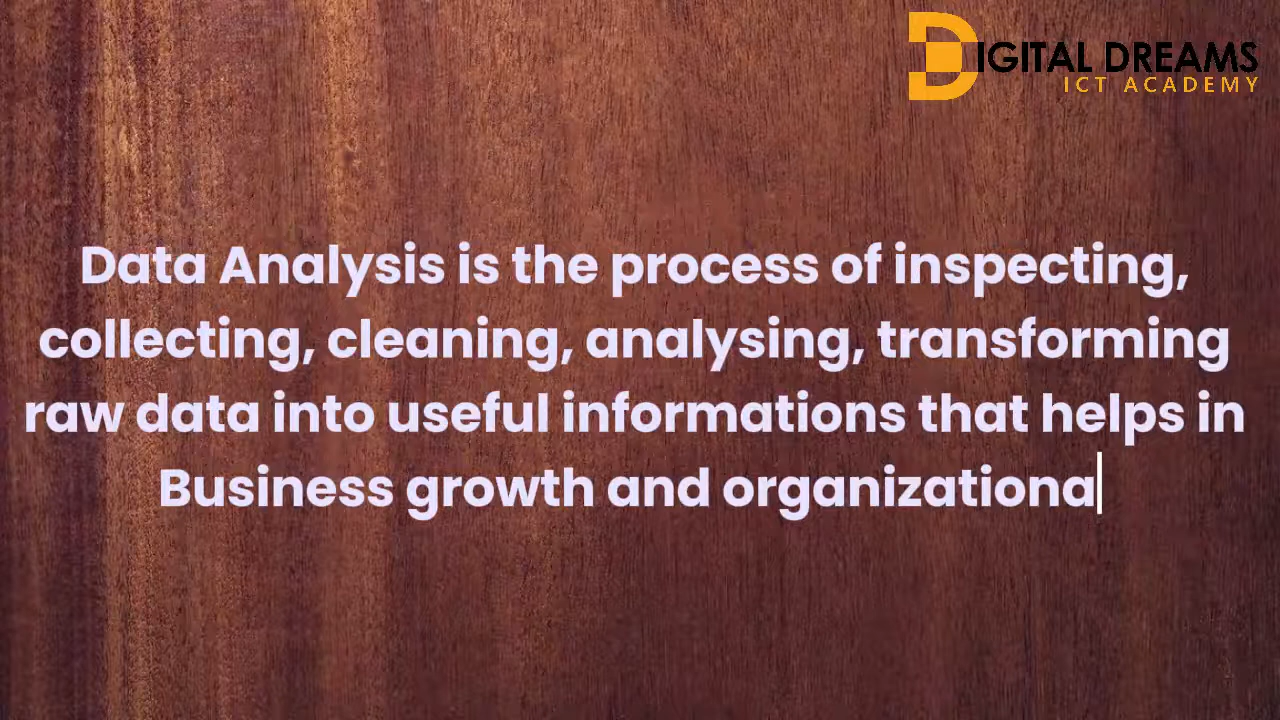 DIGITAL DREAMS
ICT ACADEMY
Data Analysis is the process of inspecting,
collecting, cleaning, analysing, transforming
raw data into useful informations that helps in
Business growth and organizationa